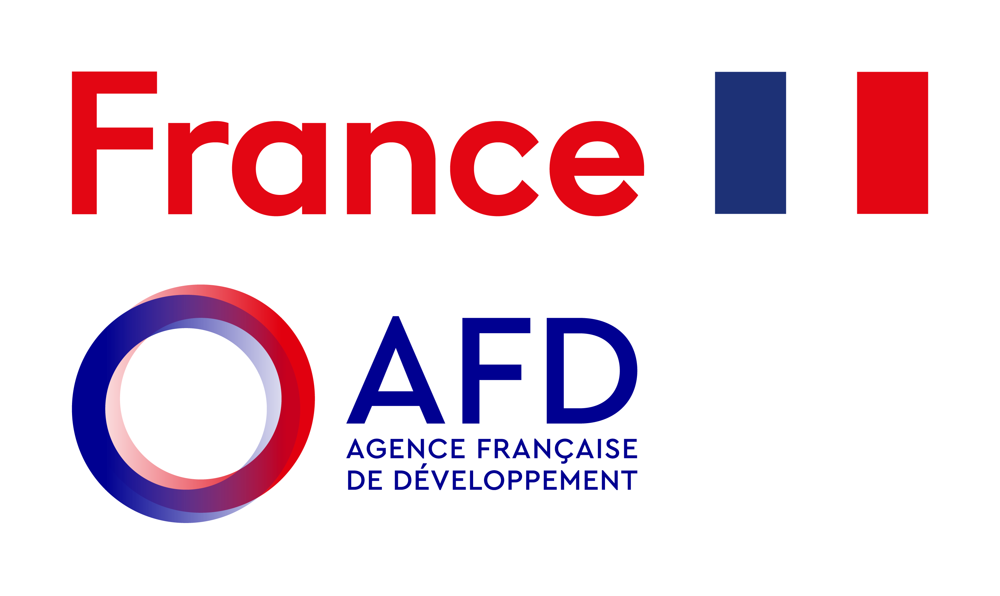 France
AFD
AGENCE FRANÇAISE
DE DÉVELOPPEMENT